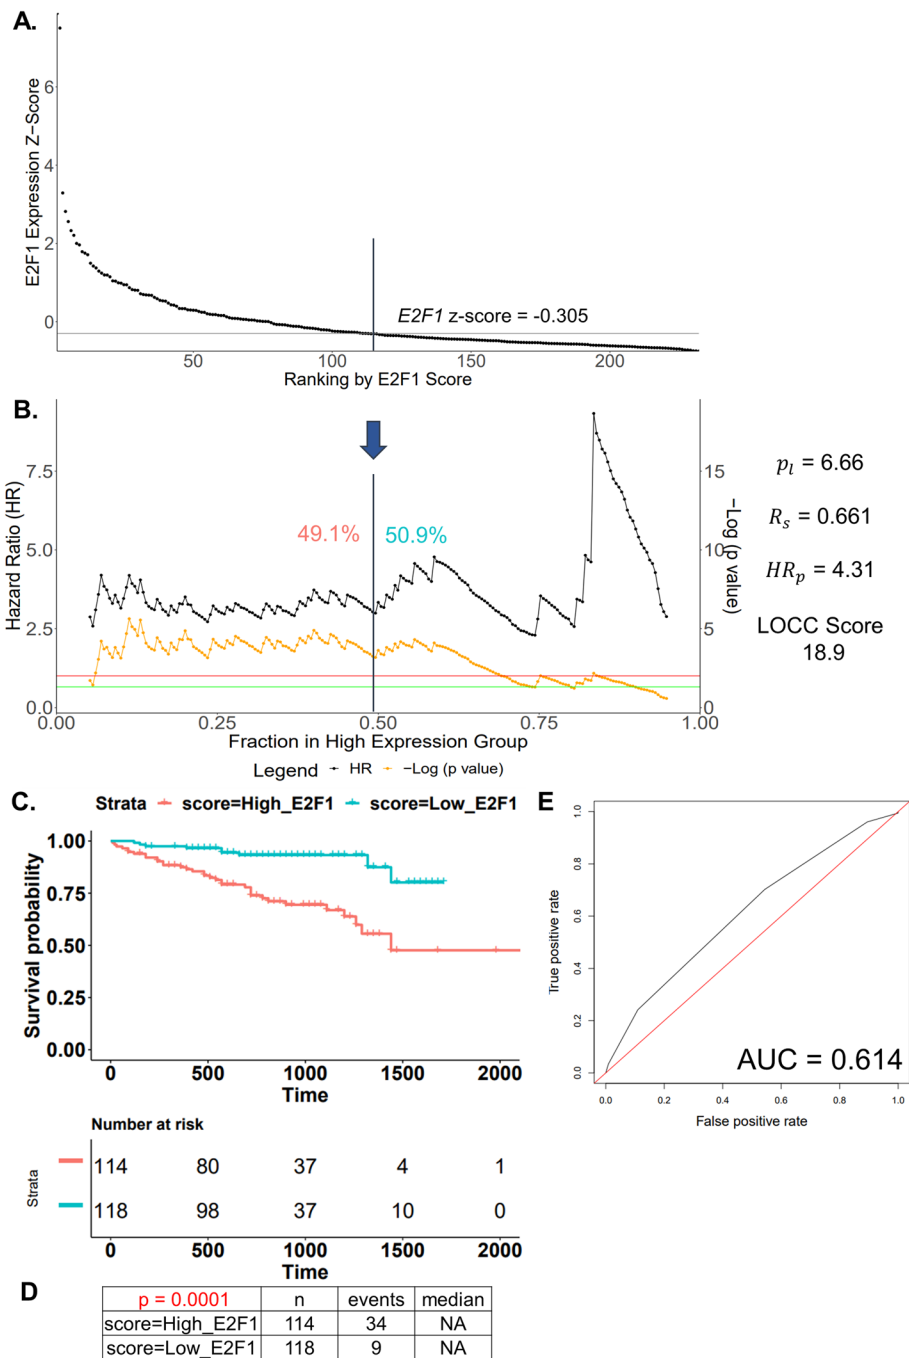 A.
E2F1 Expression Z−Score
6
4
2
0
E2F1 z-score = -0.305
50
100
150
200
Ranking by E2F1 Score
B.
Hazard Ratio (HR)
7.5
5.0
2.5
0.0
49.1%
50.9%
15
10
5
0
−Log (p value)
0.00
0.25
0.50
0.75
1.00
Fraction in High Expression Group
Legend HR −Log (p value)
pl = 6.66
Rs = 0.661
HRp = 4.31
LOCC Score
18.9
C.
Strata score=High_E2F1 score=Low_E2F1
Survival probability
1.00
0.75
0.50
0.25
0.00
0 500 1000 1500 2000
Time
Number at risk
Strata
114 80 37 4 1
118 98 37 10 0
0 500 1000 1500 2000
Time
E
True positive rate
1.0
0.8
0.6
0.4
0.2
0.0
AUC = 0.614
0.0 0.2 0.4 0.6 0.8 1.0
False positive rate
D
p = 0.0001 n events median
score=High_E2F1 114 34 NA
score=Low_E2F1 118 9 NA